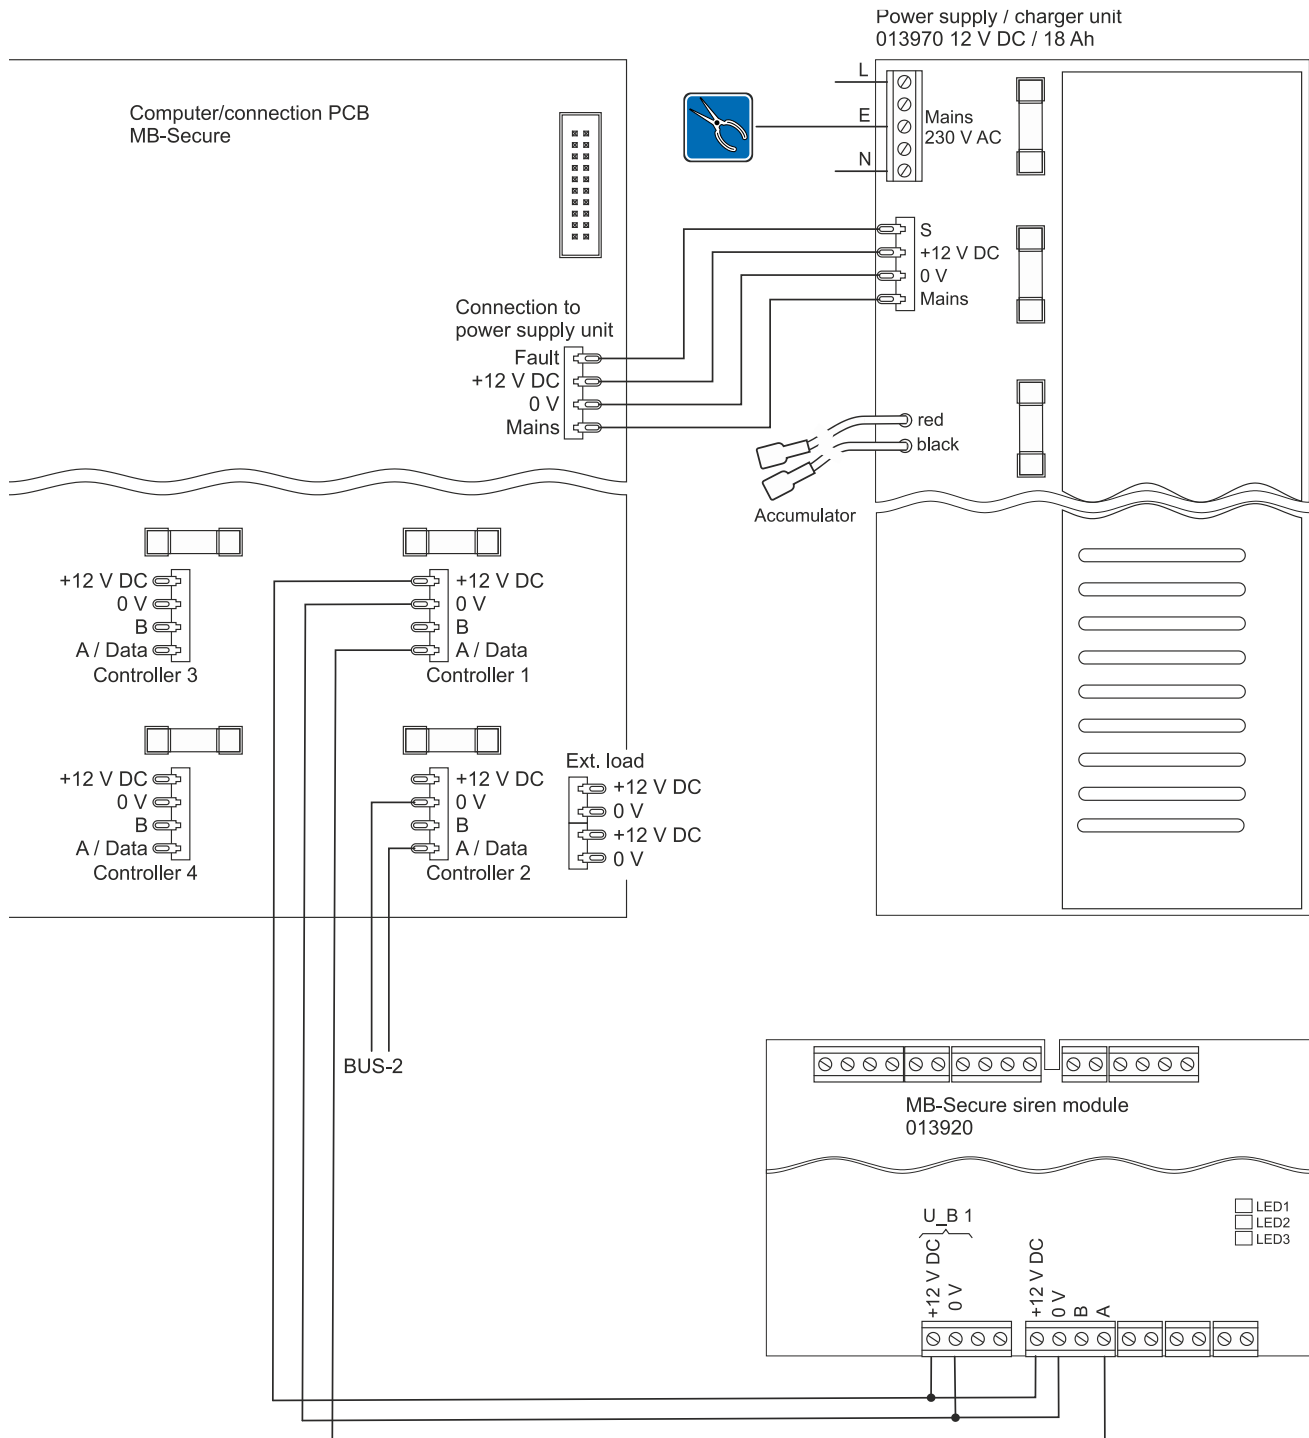 Power supply / charger unit
013970 12 V DC / 18 Ah
Computer/connection PCB
MB-Secure
L
E
N
Mains
230 V AC
S
+12 V DC
0 V
Mains
Connection to
power supply unit
Fault
+12 V DC
0 V
Mains
red
black
Accumulator
+12 V DC
0 V
B
A / Data
Controller 3
+12 V DC
0 V
B
A / Data
Controller 1
+12 V DC
0 V
B
A / Data
Controller 4
+12 V DC
0 V
B
A / Data
Controller 2
Ext. load
+12 V DC
0 V
+12 V DC
0 V
BUS-2
MB-Secure siren module
013920
LED1
LED2
LED3
U_B 1
+12 V DC
0 V
+12 V DC
0 V
B
A